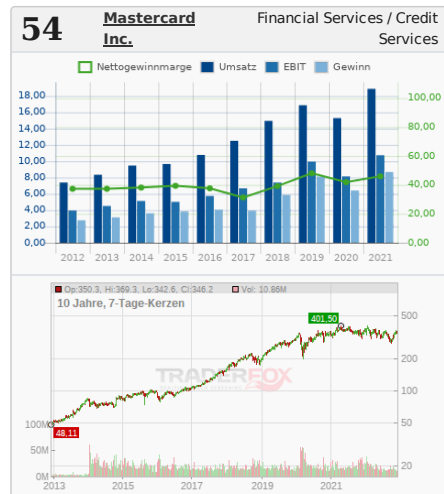 54 Mastercard Inc. Financial Services / Credit Services
Nettogewinnmarge Umsatz EBIT Gewinn
18,00 100,00
16,00
14,00 80,00
12,00
10,00 60,00
8,00 40,00
6,00
4,00 20,00
2,00
0,00 0,00
2012 2013 2014 2015 2016 2017 2018 2019 2020 2021
Op:350.3, Hi:369.3, Lo:342.6, Cl:346.2 Vol: 10.86M
10 Jahre, 7-Tage-Kerzen
401,50
500
200
TRADERFOX
100
100M 50
48,11
50M
20
0M
2013 2015 2017 2019 2021